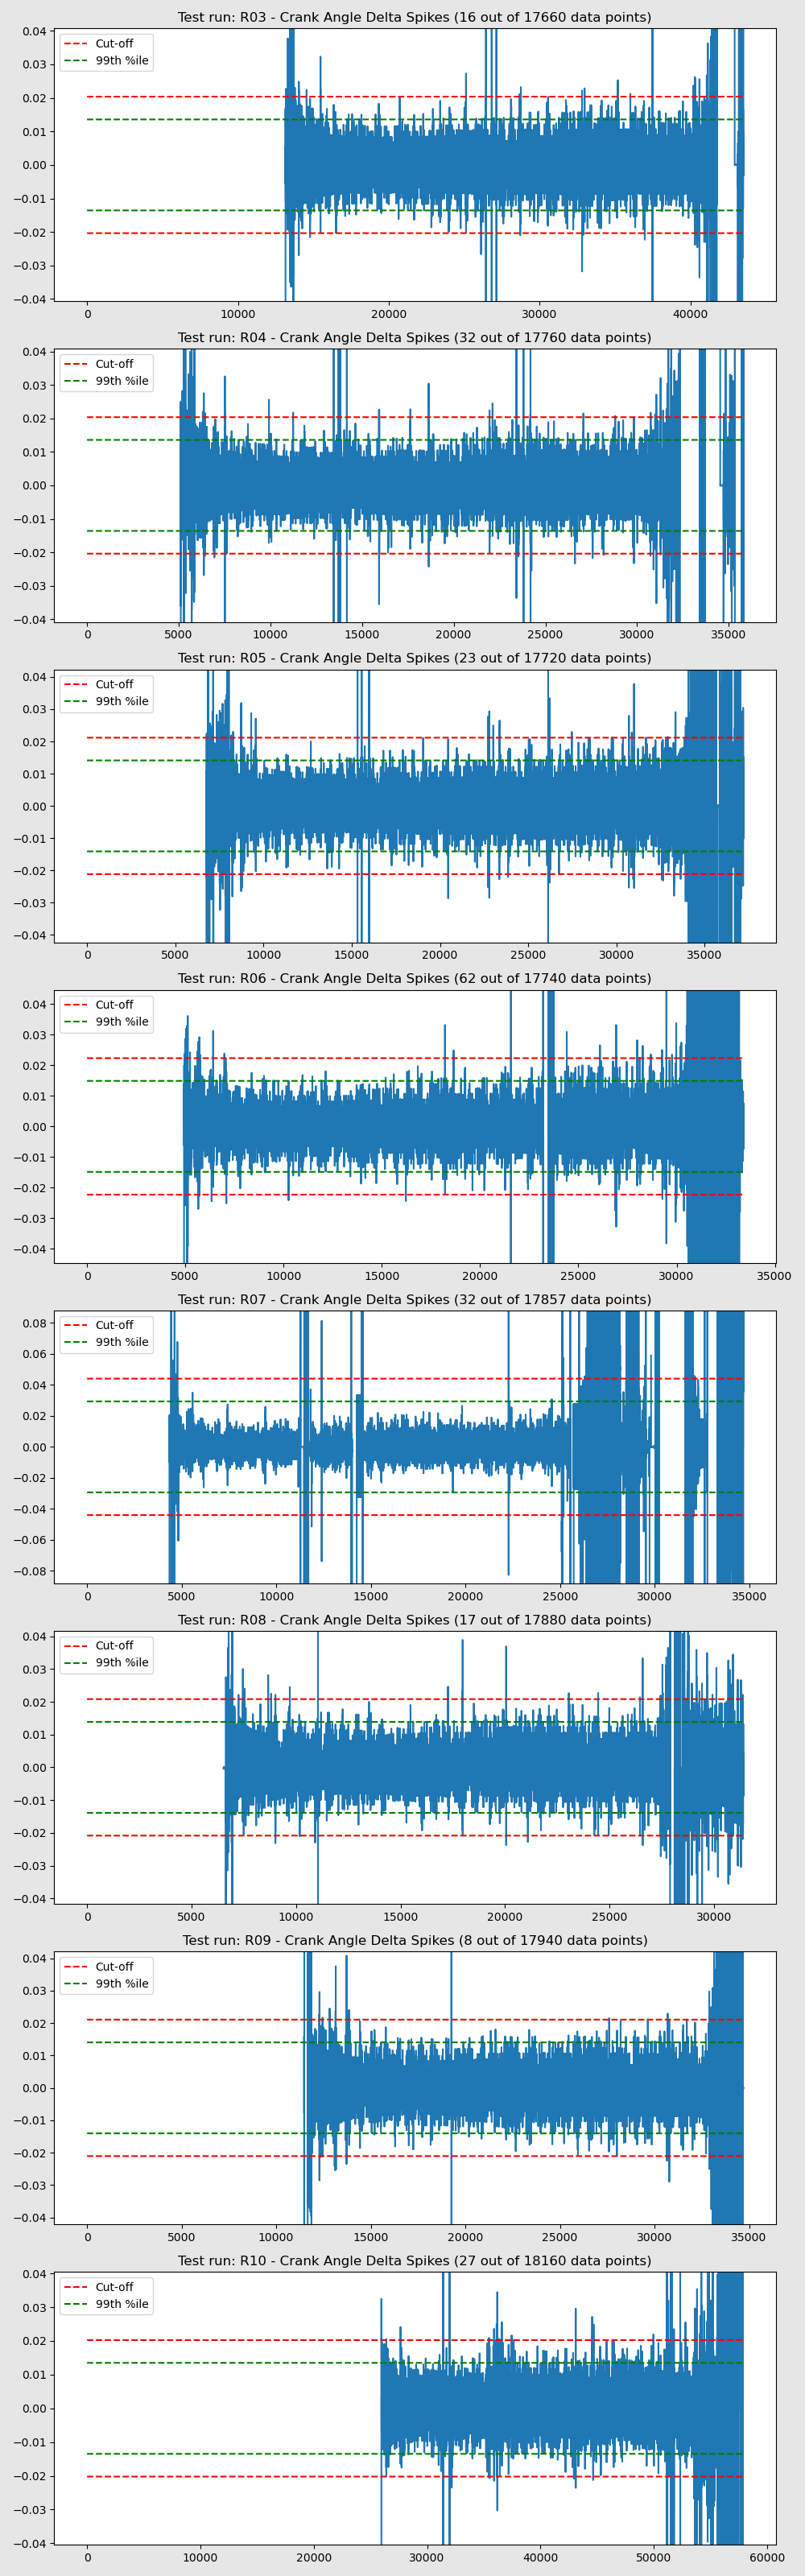 Test run: R03 - Crank Angle Delta Spikes (16 out of 17660 data points)
0.04
Cut-off
0.03
99th %ile
0.02
0.01
0.00
−0.01
−0.02
−0.03
−0.04
0 10000 20000 30000 40000
Test run: R04 - Crank Angle Delta Spikes (32 out of 17760 data points)
0.04
Cut-off
0.03
99th %ile
0.02
0.01
0.00
−0.01
−0.02
−0.03
−0.04
0 5000 10000 15000 20000 25000 30000 35000
Test run: R05 - Crank Angle Delta Spikes (23 out of 17720 data points)
0.04
Cut-off
0.03
99th %ile
0.02
0.01
0.00
−0.01
−0.02
−0.03
−0.04
0 5000 10000 15000 20000 25000 30000 35000
Test run: R06 - Crank Angle Delta Spikes (62 out of 17740 data points)
0.04
Cut-off
0.03
99th %ile
0.02
0.01
0.00
−0.01
−0.02
−0.03
−0.04
0 5000 10000 15000 20000 25000 30000 35000
Test run: R07 - Crank Angle Delta Spikes (32 out of 17857 data points)
0.08
Cut-off
0.06
99th %ile
0.04
0.02
0.00
−0.02
−0.04
−0.06
−0.08
0 5000 10000 15000 20000 25000 30000 35000
Test run: R08 - Crank Angle Delta Spikes (17 out of 17880 data points)
0.04
Cut-off
0.03
99th %ile
0.02
0.01
0.00
−0.01
−0.02
−0.03
−0.04
0 5000 10000 15000 20000 25000 30000
Test run: R09 - Crank Angle Delta Spikes (8 out of 17940 data points)
0.04
Cut-off
0.03
99th %ile
0.02
0.01
0.00
−0.01
−0.02
−0.03
−0.04
0 5000 10000 15000 20000 25000 30000 35000
Test run: R10 - Crank Angle Delta Spikes (27 out of 18160 data points)
0.04
Cut-off
0.03
99th %ile
0.02
0.01
0.00
−0.01
−0.02
−0.03
−0.04
0 10000 20000 30000 40000 50000 60000